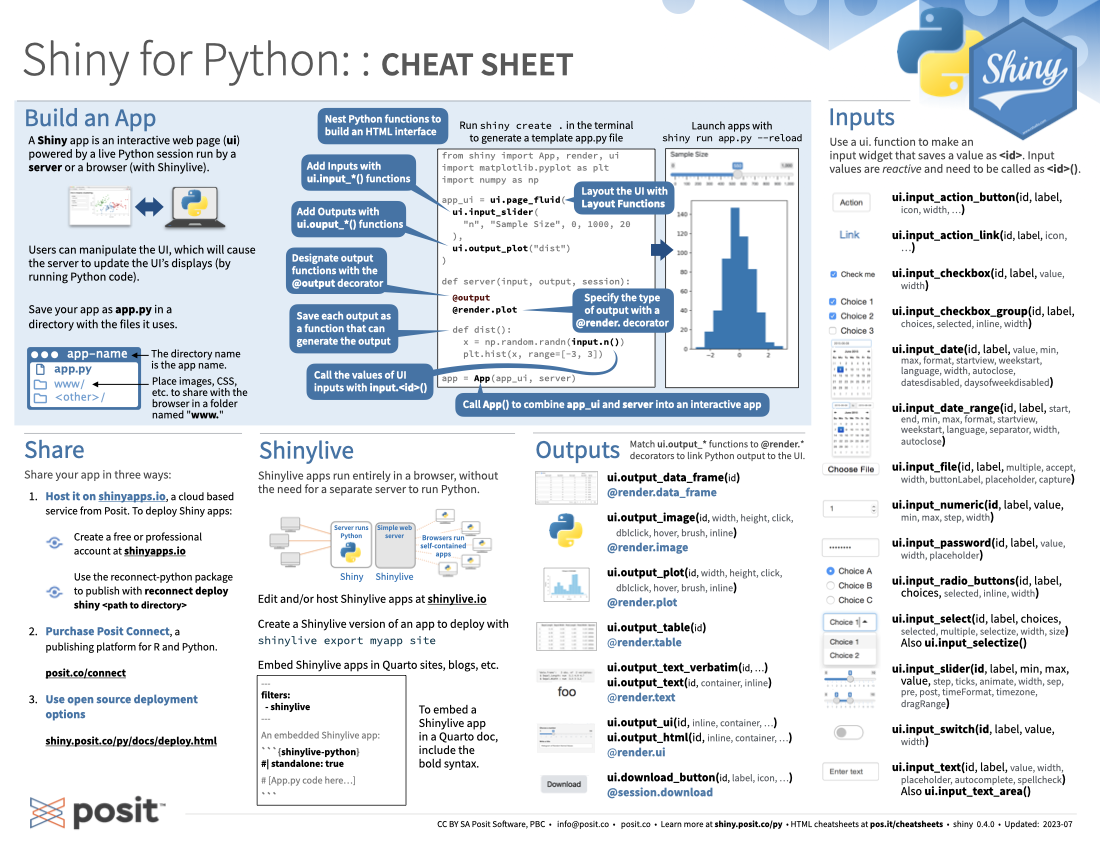 Shiny for Python: : CHEAT SHEET
Shiny
Build an App
A Shiny app is an interactive web page (ui)
powered by a live Python session run by a
server or a browser (with Shinylive).
Users can manipulate the UI, which will cause
the server to update the UI’s displays (by
running Python code).
Save your app as app.py in a
directory with the files it uses.
app-name
app.py
www/
<other>/
The directory name
is the app name.
Place images, CSS,
etc. to share with the
browser in a folder
named "www."
Nest Python functions to
build an HTML interface
Add Inputs with
ui.input_*() functions
Add Outputs with
ui.ouput_*() functions
Designate output
functions with the
@output decorator
Save each output as
a function that can
generate the output
Call the values of UI
inputs with input.<id>()
Run shiny create . in the terminal
to generate a template app.py file
from shiny import App, render, ui
import matplotlib.pyplot as plt
import numpy as np
app_ui = ui.page_fluid(
ui.input_slider(
"n", "Sample Size", 0, 1000, 20
),
ui.output_plot("dist")
)
def server(input, output, session):
@output
@render.plot
def dist():
x = np.random.randn(input.n())
plt.hist(x, range=[-3, 3])
app = App(app_ui, server)
Layout the UI with
Layout Functions
Specify the type
of output with a
@render. decorator
Call App() to combine app_ui and server into an interactive app
Launch apps with
shiny run app.py --reload
Sample Size
140
120
100
80
60
40
20
0
−2 0 2
Inputs
Use a ui. function to make an
input widget that saves a value as <id>. Input
values are reactive and need to be called as <id>().
Action
ui.input_action_button(id, label,
icon, width, …)
Link
ui.input_action_link(id, label, icon,
…)
Check me
ui.input_checkbox(id, label, value,
width)
Choice 1
Choice 2
Choice 3
ui.input_checkbox_group(id, label,
choices, selected, inline, width)
ui.input_date(id, label, value, min,
max, format, startview, weekstart,
language, width, autoclose,
datesdisabled, daysofweekdisabled)
ui.input_date_range(id, label, start,
end, min, max, format, startview,
weekstart, language, separator, width,
autoclose)
Choose File
ui.input_file(id, label, multiple, accept,
width, buttonLabel, placeholder, capture)
1
ui.input_numeric(id, label, value,
min, max, step, width)
ui.input_password(id, label, value,
width, placeholder)
Choice A
Choice B
Choice C
ui.input_radio_buttons(id, label,
choices, selected, inline, width)
Choice 1
Choice 1
Choice 2
ui.input_select(id, label, choices,
selected, multiple, selectize, width, size)
Also ui.input_selectize()
ui.input_slider(id, label, min, max,
value, step, ticks, animate, width, sep,
pre, post, timeFormat, timezone,
dragRange)
ui.input_switch(id, label, value,
width)
Enter text
ui.input_text(id, label, value, width,
placeholder, autocomplete, spellcheck)
Also ui.input_text_area()
Share
Share your app in three ways:
1. Host it on shinyapps.io, a cloud based
service from Posit. To deploy Shiny apps:
Create a free or professional
account at shinyapps.io
Use the reconnect-python package
to publish with reconnect deploy
shiny <path to directory>
2. Purchase Posit Connect, a
publishing platform for R and Python.
posit.co/connect
3. Use open source deployment
options
shiny.posit.co/py/docs/deploy.html
posit™
Shinylive
Shinylive apps run entirely in a browser, without
the need for a separate server to run Python.
Server runs
Python
Simple web
server
Browsers run
self-contained
apps
Shiny Shinylive
Edit and/or host Shinylive apps at shinylive.io
Create a Shinylive version of an app to deploy with
shinylive export myapp site
Embed Shinylive apps in Quarto sites, blogs, etc.
---
filters:
- shinylive
---
An embedded Shinylive app:
```{shinylive-python}
#| standalone: true
# [App.py code here…]
```
To embed a
Shinylive app
in a Quarto doc,
include the
bold syntax.
Outputs
Match ui.output_* functions to @render.*
decorators to link Python output to the UI.
ui.output_data_frame(id)
@render.data_frame
ui.output_image(id, width, height, click,
dblclick, hover, brush, inline)
@render.image
ui.output_plot(id, width, height, click,
dblclick, hover, brush, inline)
@render.plot
ui.output_table(id)
@render.table
foo
ui.output_text_verbatim(id, …)
ui.output_text(id, container, inline)
@render.text
ui.output_ui(id, inline, container, …)
ui.output_html(id, inline, container, …)
@render.ui
Download
ui.download_button(id, label, icon, …)
@session.download
CC BY SA Posit Software, PBC • info@posit.co • posit.co • Learn more at shiny.posit.co/py • HTML cheatsheets at pos.it/cheatsheets • shiny 0.4.0 • Updated: 2023-07